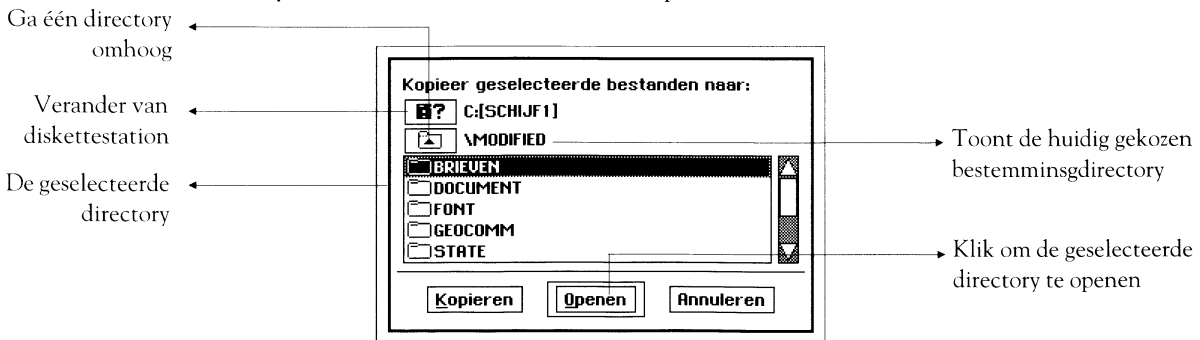 Ga één directory
omhoog
Verander van
diskettestation
De geselecteerde
directory
Kopieer geselecteerde bestanden naar:
? C:[SCHIJF1]
\MODIFIED
BRIEVEN
DOCUMENT
FONT
GEOCOMM
STATE
Kopieren
Openen
Annuleren
Toont de huidig gekozen
bestemminsgdirectory
Klik om de geselecteerde
directory te openen